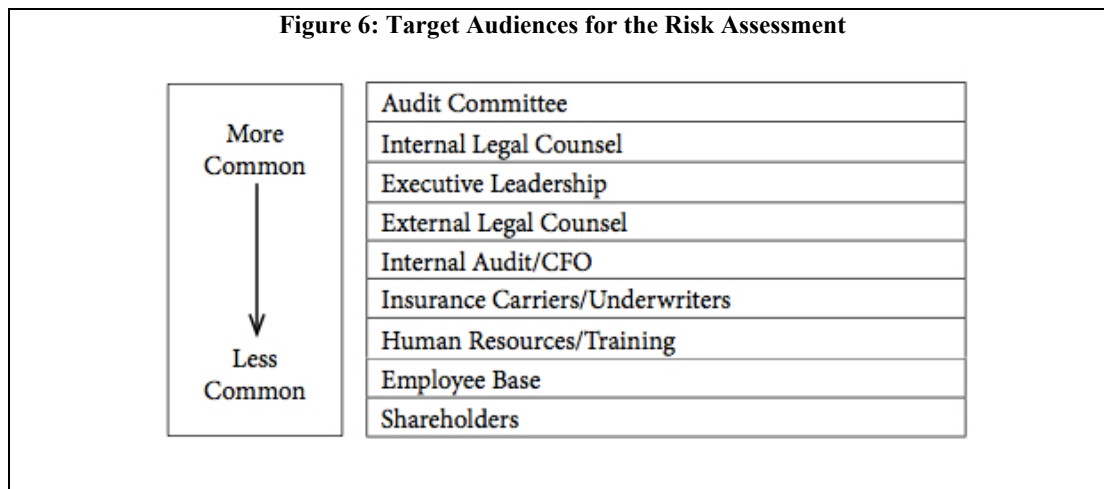 Figure 6: Target Audiences for the Risk Assessment
More
Common
Less
Common
Audit Committee
Internal Legal Counsel
Executive Leadership
External Legal Counsel
Internal Audit/CFO
Insurance Carriers/Underwriters
Human Resources/Training
Employee Base
Shareholders